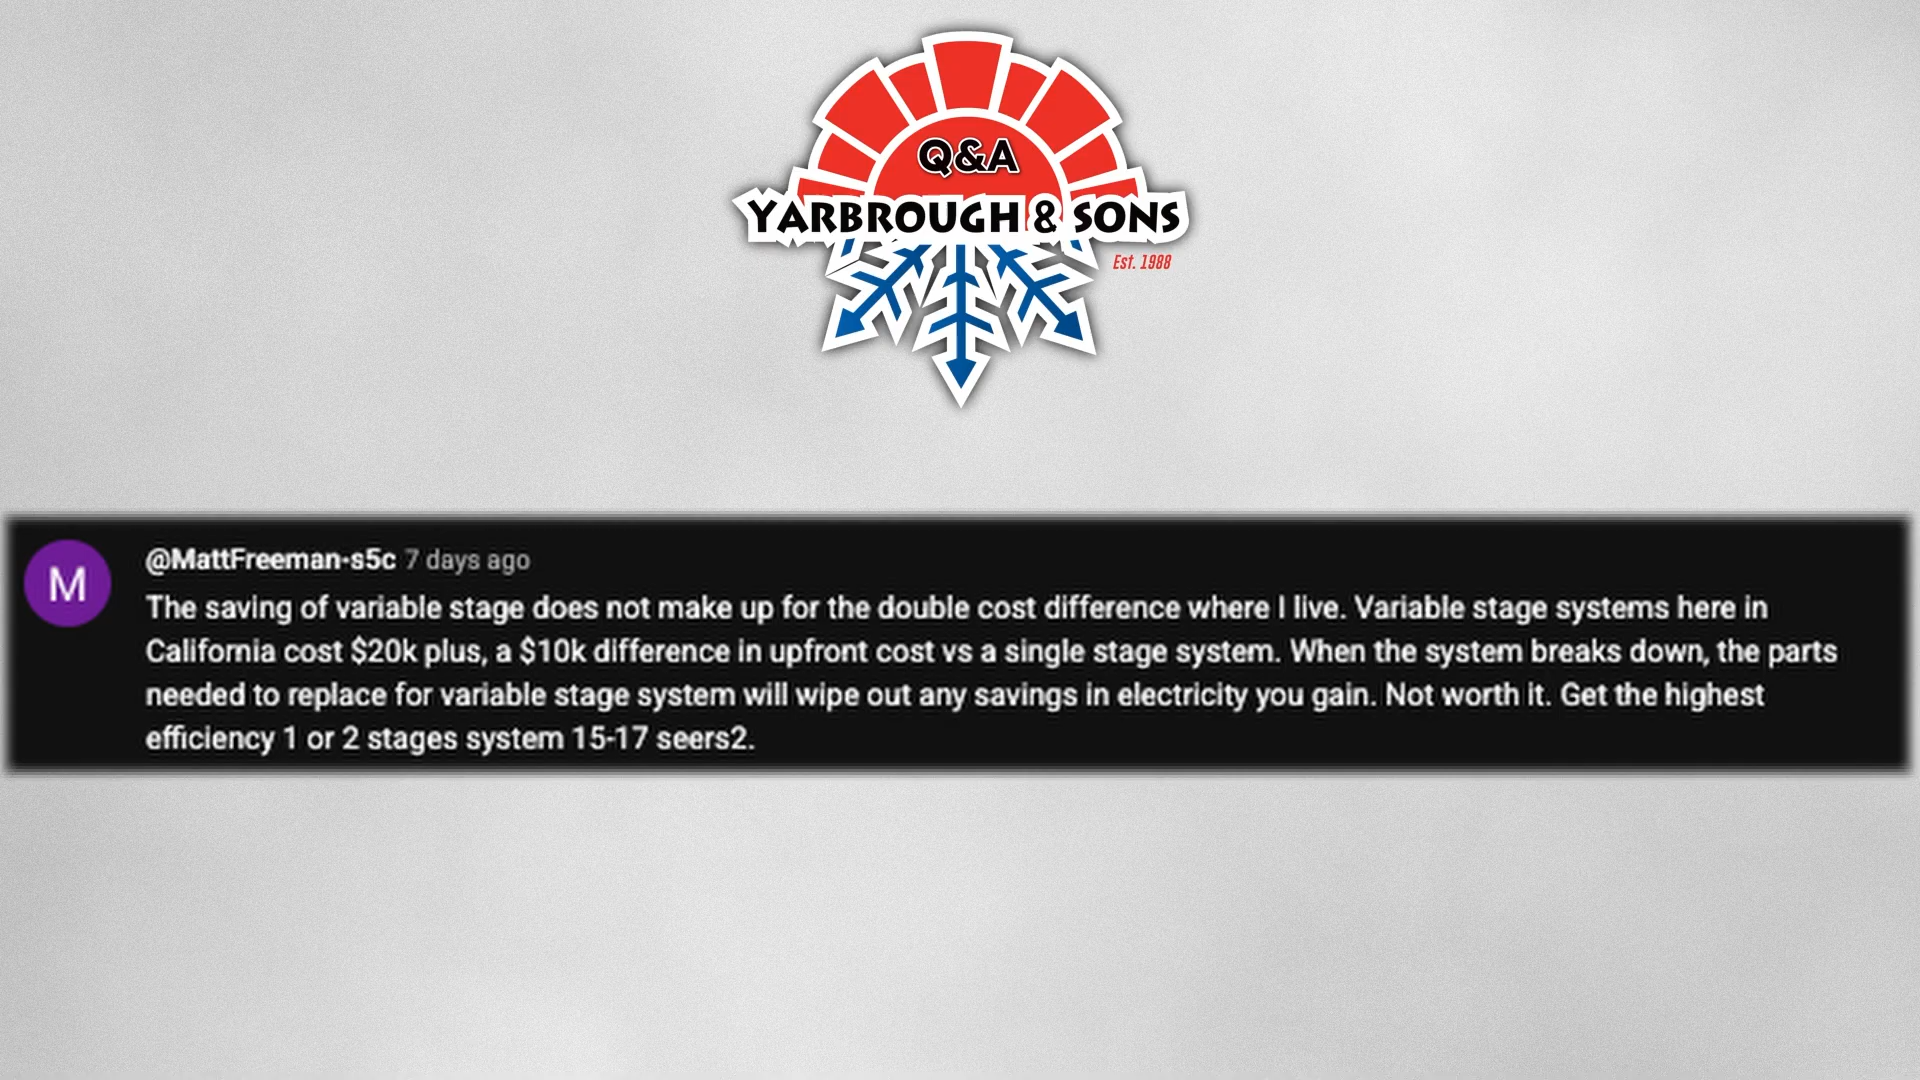 Q&A
YARBROUGH & SONS
Est. 1988
M
@MattFreeman-s5c 7 days ago
The saving of variable stage does not make up for the double cost difference where I live. Variable stage systems here in
California cost $20k plus, a $10k difference in upfront cost vs a single stage system. When the system breaks down, the parts
needed to replace for variable stage system will wipe out any savings in electricity you gain. Not worth it. Get the highest
efficiency 1 or 2 stages system 15-17 seers2.